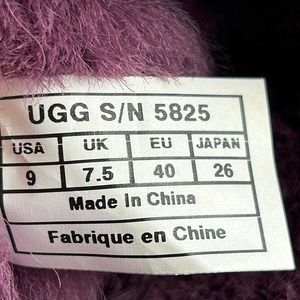 UGG S/N 5825
USA UK EU JAPAN
9 7.5 40 26
Made In China
Fabrique en Chine